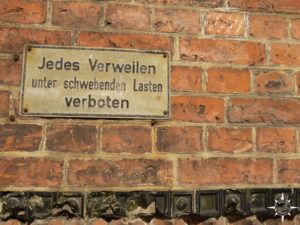 Jedes Verweilen
unter schwebenden Lasten
verboten